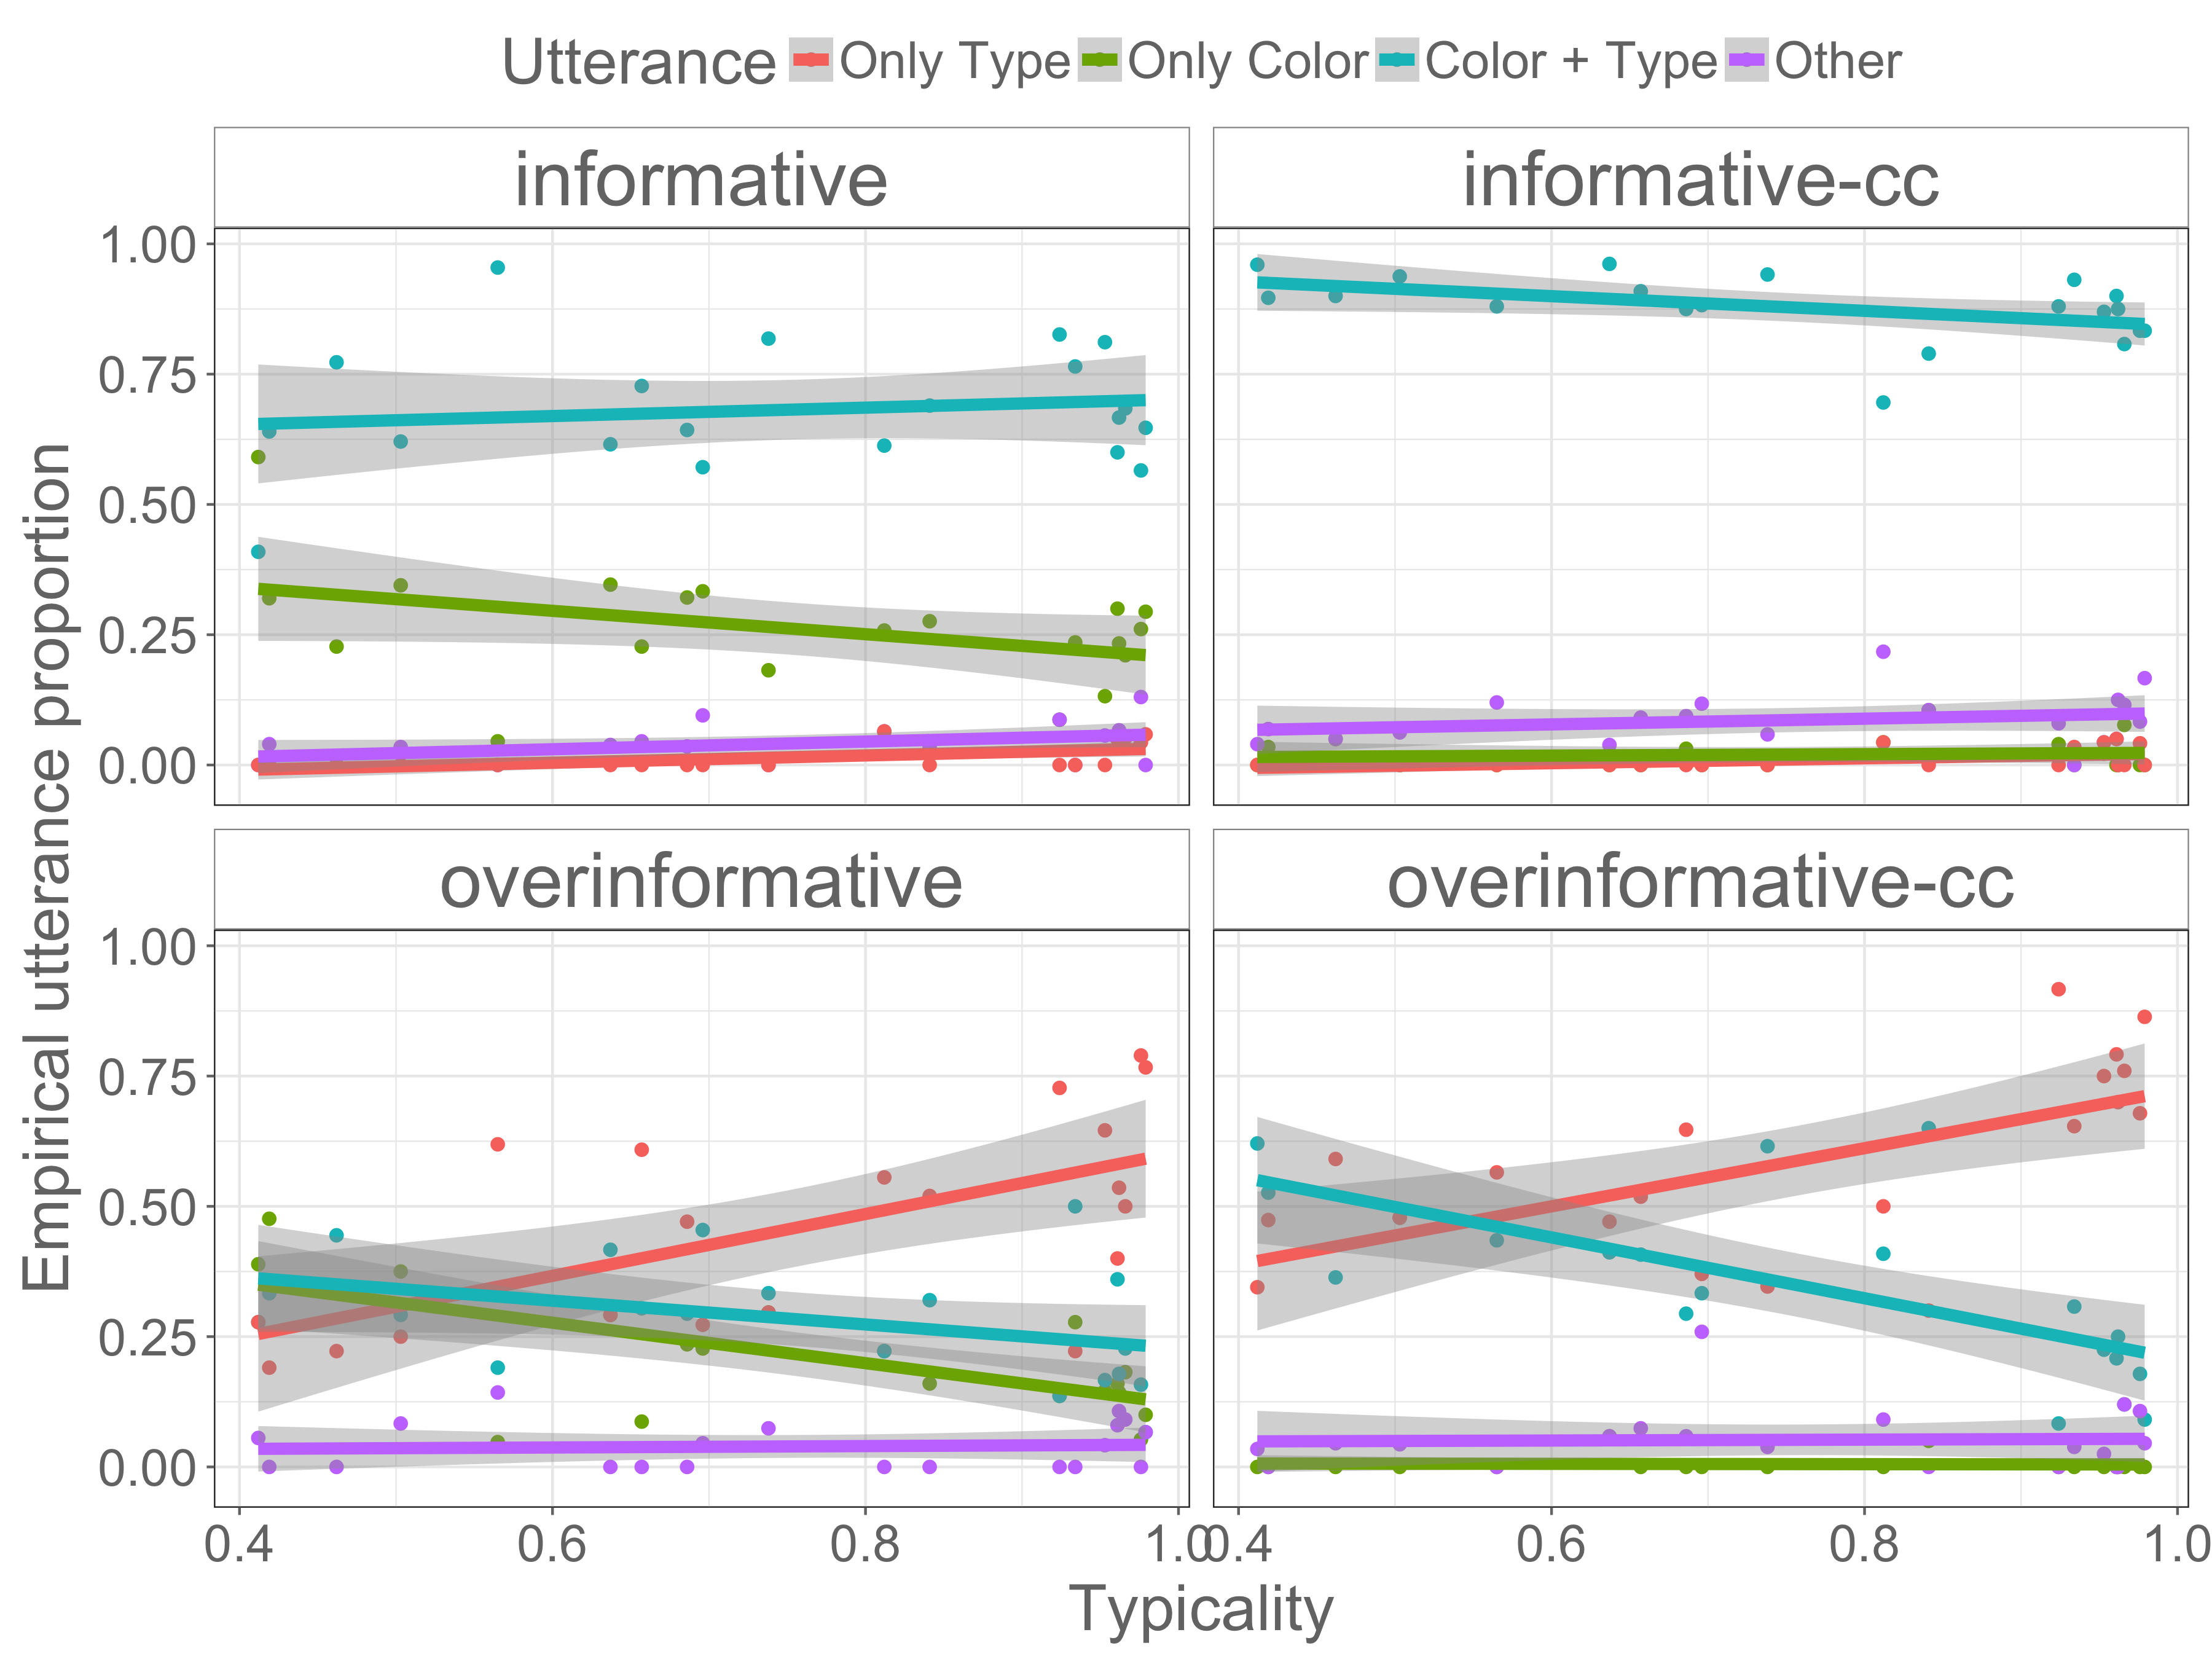 Utterance Only Type Only Color Color + Type Other
informative informative-cc
1.00
0.75
0.50
0.25
0.00
overinformative overinformative-cc
1.00
0.75
0.50
0.25
0.00
0.4 0.6 0.8 1.0 0.4 0.6 0.8 1.0
Typicality
Empirical utterance proportion